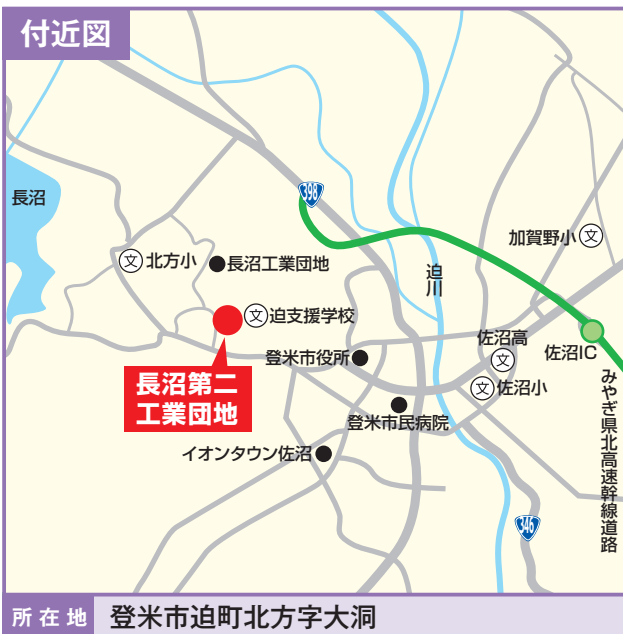 付近図
398
長沼
加賀野小
文
文
北方小
長沼工業団地
迫川
文
迫支援学校
佐沼高
文
佐沼IC
登米市役所
長沼第二
工業団地
文
佐沼小
みやぎ県北高速幹線道路
登米市民病院
イオンタウン佐沼
346
所在地
登米市迫町北方字大洞